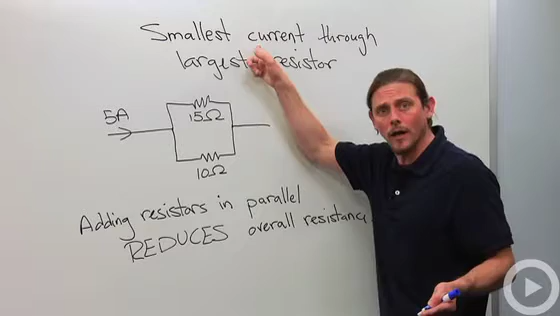 Smallest current through
largest resistor
5A
15Ω
10Ω
Adding resistors in parallel
REDUCES overall resistance